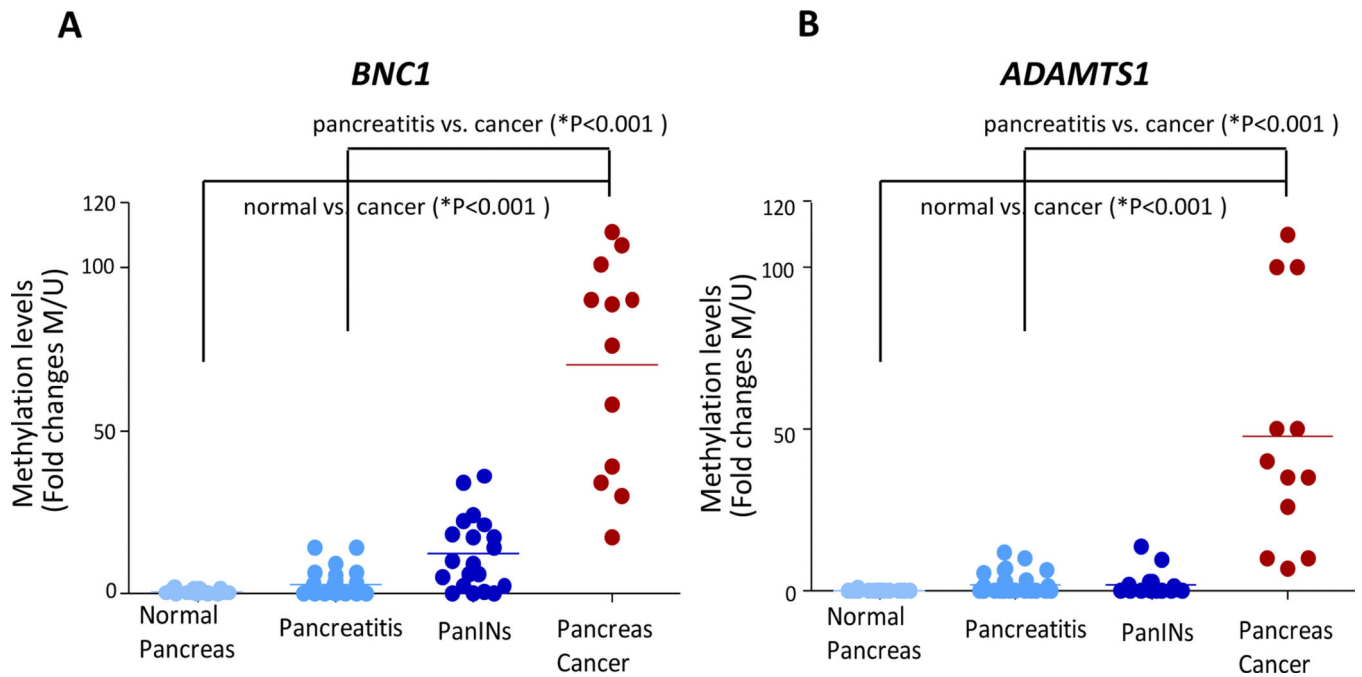 A
BNC1
pancreatitis vs. cancer (*P<0.001 )
normal vs. cancer (*P<0.001 )
Methylation levels
(Fold changes M/U)
120
100
50
0
Normal
Pancreas
Pancreatitis
PanINs
Pancreas
Cancer
B
ADAMTS1
pancreatitis vs. cancer (*P<0.001 )
normal vs. cancer (*P<0.001 )
Methylation levels
(Fold changes M/U)
120
100
50
0
Normal
Pancreas
Pancreatitis
PanINs
Pancreas
Cancer